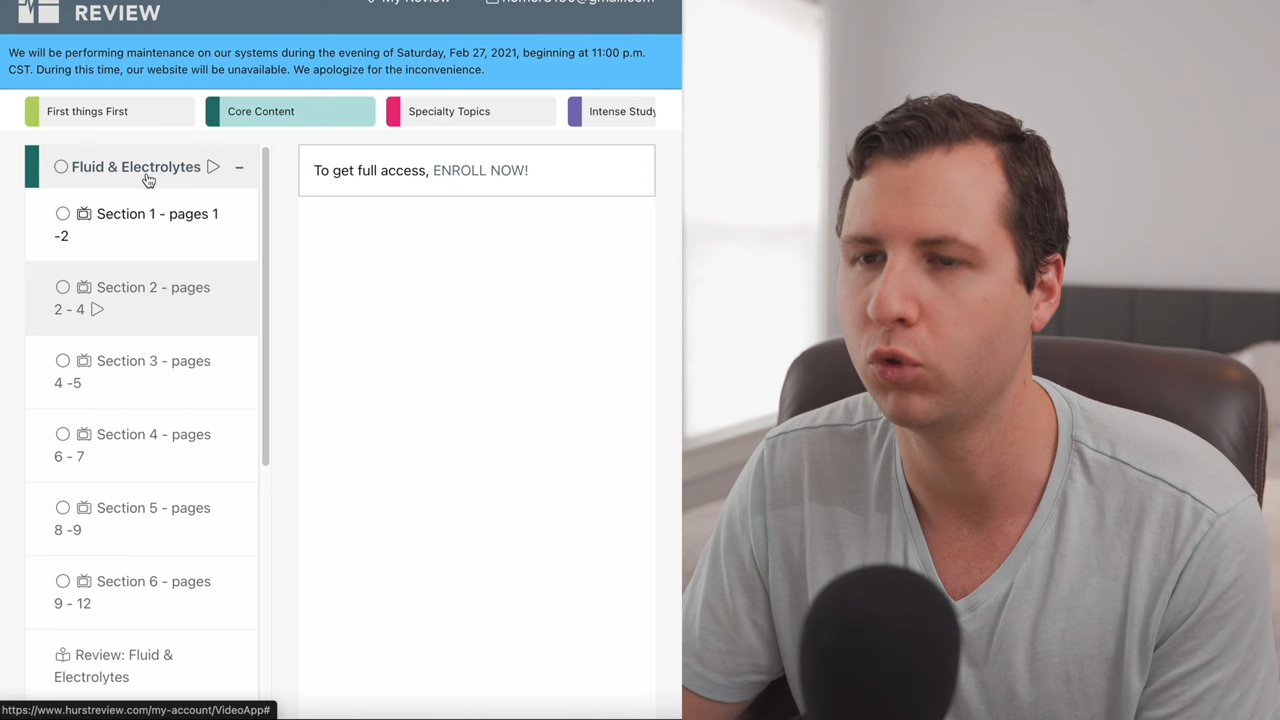 REVIEW
My Review
We will be performing maintenance on our systems during the evening of Saturday, Feb 27, 2021, beginning at 11:00 p.m.
CST. During this time, our website will be unavailable. We apologize for the inconvenience.
First things First
Core Content
Specialty Topics
Intense Study
Fluid & Electrolytes
To get full access, ENROLL NOW!
Section 1 - pages 1
-2
Section 2 - pages
2 - 4
Section 3 - pages
4 -5
Section 4 - pages
6 - 7
Section 5 - pages
8 -9
Section 6 - pages
9 - 12
Review: Fluid &
Electrolytes
https://www.hurstreview.com/my-account/VideoApp#